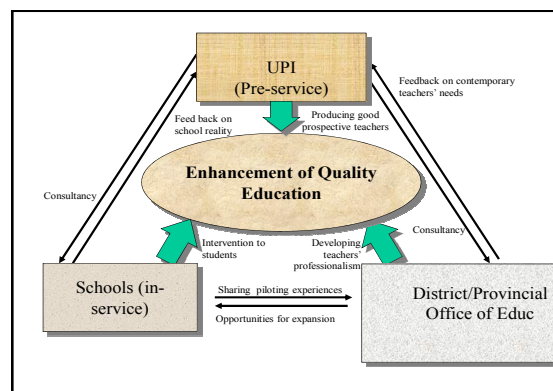 UPI
(Pre-service)
Feedback on contemporary
teachers' needs
Feed back on
school reality
Producing good
prospective teachers
Enhancement of Quality
Education
Consultancy
Consultancy
Intervention to
students
Developing
teachers'
professionalism
Schools (in-
service)
Sharing piloting experiences
Opportunities for expansion
District/Provincial
Office of Educ